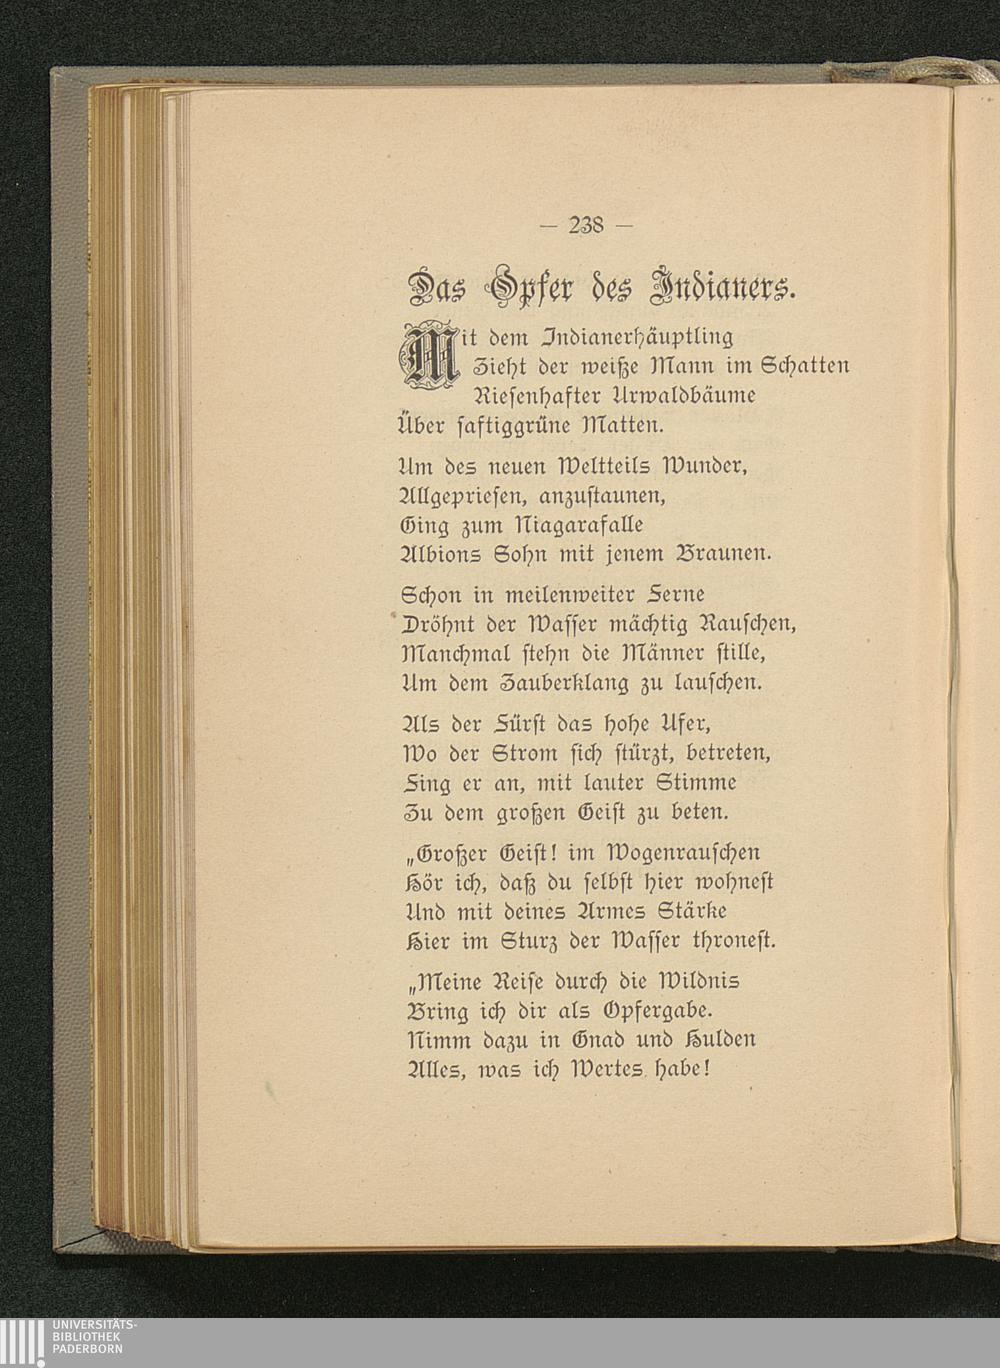 — 238 —
Das Opfer des Indianers.
Mit dem Indianerhäuptling
Zieht der weiße Mann im Schatten
Riesenhafter Urwaldbäume
Über saftiggrüne Matten.
Um des neuen Weltteils Wunder,
Allgepriesen, anzustaunen,
Ging zum Niagarafalle
Albions Sohn mit jenem Braunen.
Schon in meilenweiter Ferne
Dröhnt der Wasser mächtig Rauschen,
Manchmal stehn die Männer stille,
Um dem Zauberklang zu lauschen.
Als der Fürst das hohe Ufer,
Wo der Strom sich stürzt, betreten,
Fing er an, mit lauter Stimme
Zu dem großen Geist zu beten.
„Großer Geist! im Wogenrauschen
Hör ich, daß du selbst hier wohnest
Und mit deines Armes Stärke
Hier im Sturz der Wasser thronest.
„Meine Reise durch die Wildnis
Bring ich dir als Opfergabe.
Nimm dazu in Gnad und Hulden
Alles, was ich Wertes habe!
UNIVERSITÄTS-
BIBLIOTHEK
PADERBORN